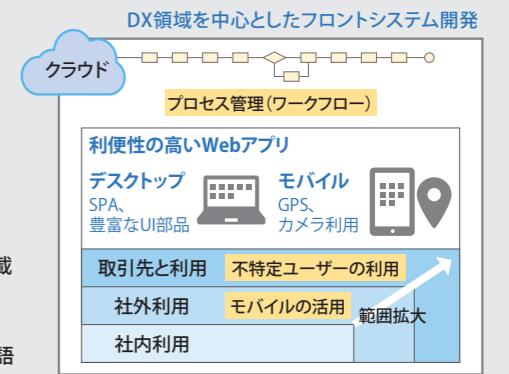 DX領域を中心としたフロントシステム開発
クラウド
プロセス管理（ワークフロー）
利便性の高いWebアプリ
デスクトップ
SPA、
豊富なUI部品
モバイル
GPS、
カメラ利用
取引先と利用 不特定ユーザーの利用
載
社外利用 モバイルの活用
範囲拡大
社内利用
語